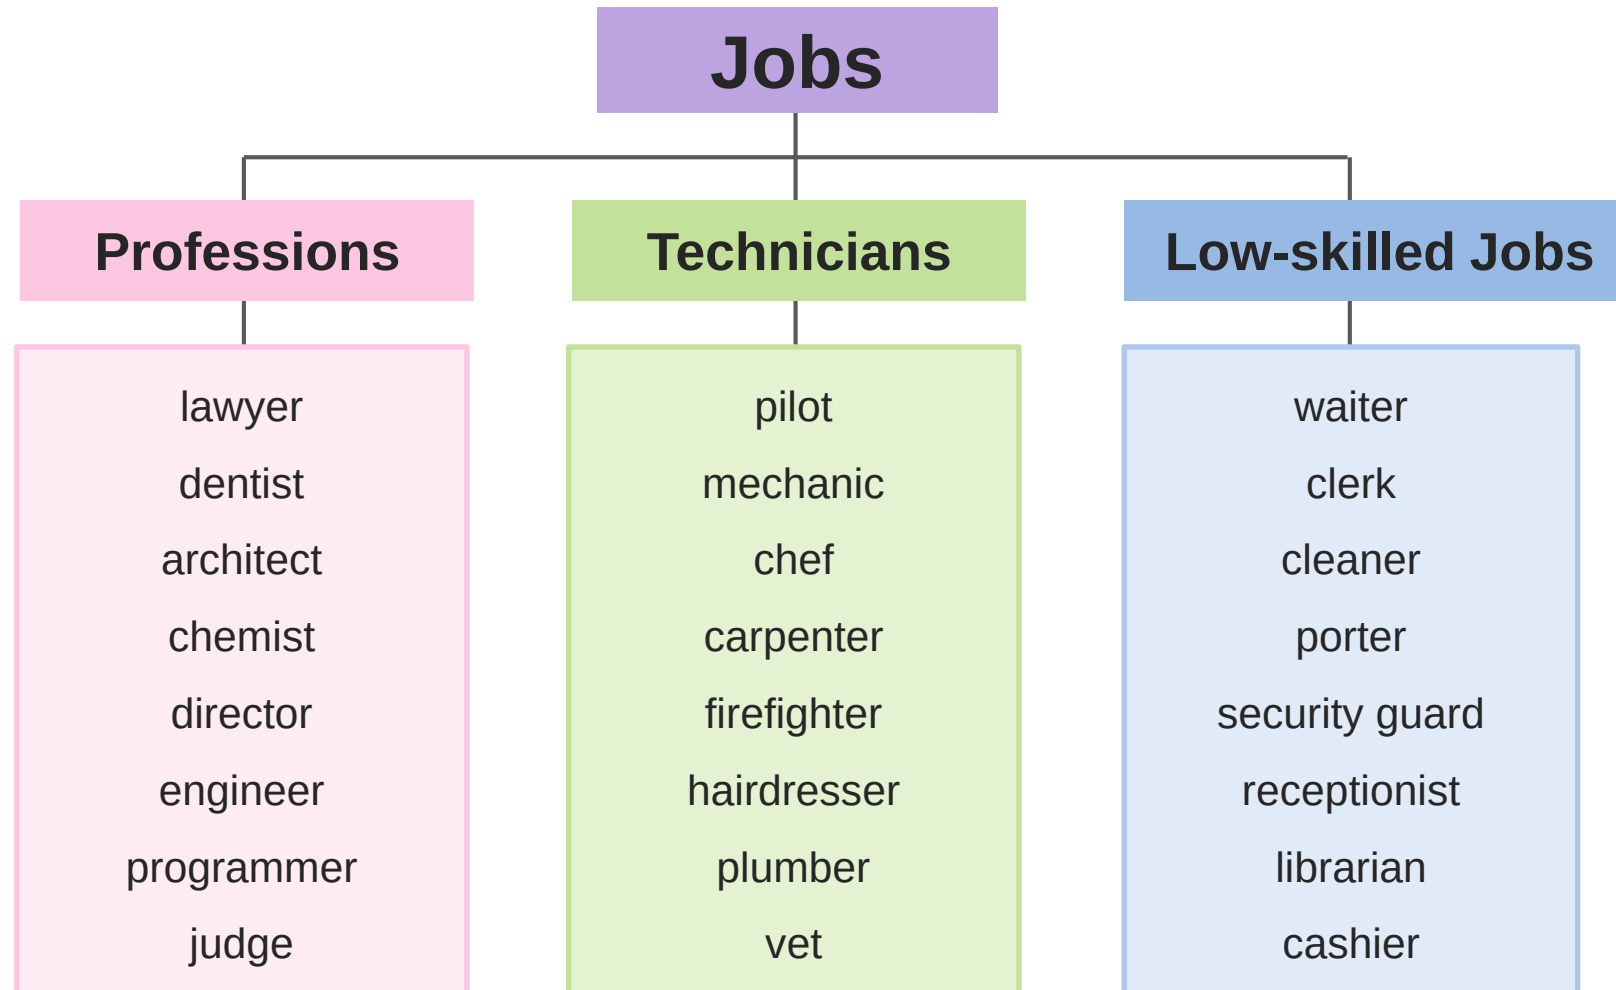 Jobs
Professions
Technicians
Low-skilled Jobs
lawyer
dentist
architect
chemist
director
engineer
programmer
judge
pilot
mechanic
chef
carpenter
firefighter
hairdresser
plumber
vet
waiter
clerk
cleaner
porter
security guard
receptionist
librarian
cashier